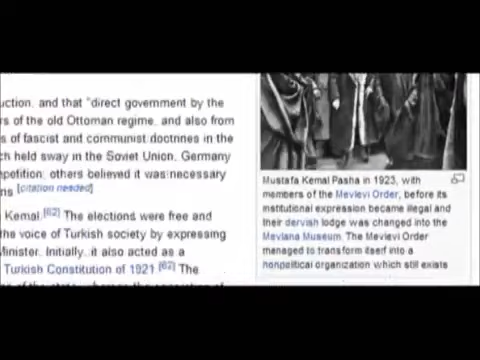 uction, and that "direct government by the
rs of the old Ottoman regime, and also from
s of fascist and communist doctrines in the
ch held sway in the Soviet Union, Germany
petition; others believed it was necessary
ns [citation needed]
Kemal.[62] The elections were free and
the voice of Turkish society by expressing
Minister. Initially, it also acted as a
Turkish Constitution of 1921.[62] The
Mustafa Kemal Pasha in 1923, with
members of the Mevlevi Order, before its
institutional expression became illegal and
their dervish lodge was changed into the
Mevlana Museum. The Mevlevi Order
managed to transform itself into a
nonpolitical organization which still exists